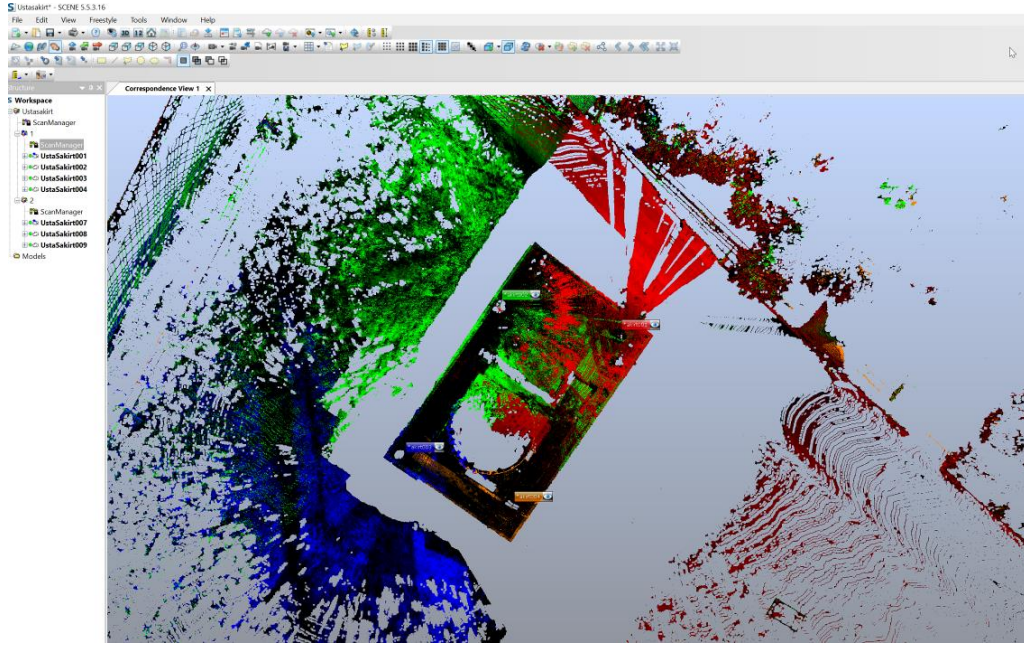 Ustasakirt* - SCENE 5.5.3.16
File Edit View Freestyle Tools Window Help
Structure
Correspondence View 1
Workspace
Ustasakirt
ScanManager
1
ScanManager
UstaSakirt001
UstaSakirt002
UstaSakirt003
UstaSakirt004
2
ScanManager
UstaSakirt007
UstaSakirt008
UstaSakirt009
Models